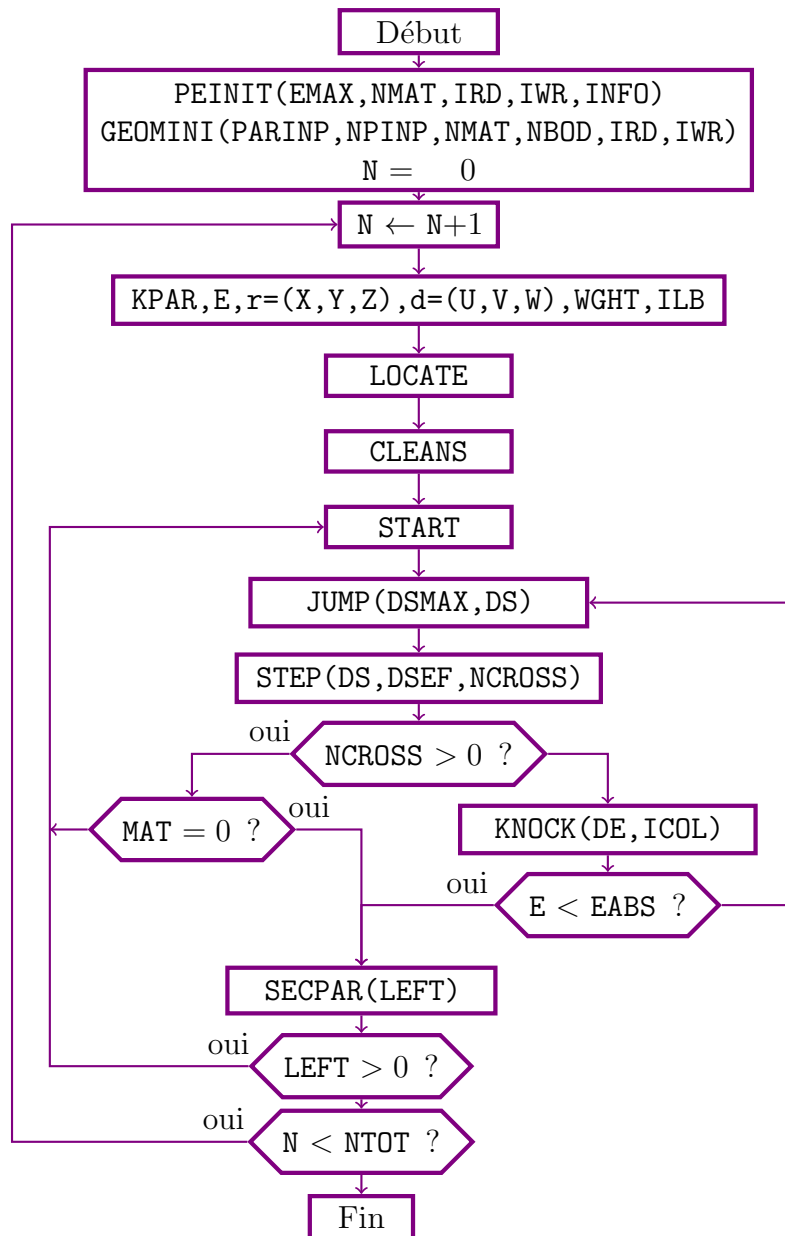 Début
PEINIT(EMAX,NMAT,IRD,IWR,INFO)
GEOMINI(PARINP,NPINP,NMAT,NBOD,IRD,IWR)
N = 0
N ← N+1
KPAR,E,r=(X,Y,Z),d=(U,V,W),WGHT,ILB
LOCATE
CLEANS
START
JUMP(DSMAX,DS)
STEP(DS,DSEF,NCROSS)
oui
NCROSS > 0 ?
MAT = 0 ?
oui
KNOCK(DE,ICOL)
oui
E < EABS ?
SECPAR(LEFT)
oui
LEFT > 0 ?
oui
N < NTOT ?
Fin